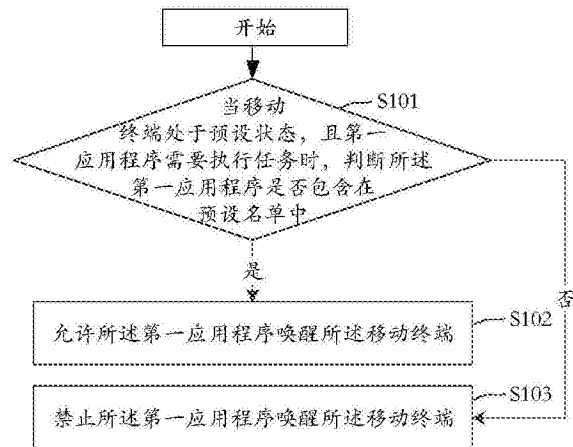 开始
当移动
终端处于预设状态，且第一
应用程序需要执行任务时，判断所述
第一应用程序是否包含在
预设名单中
S101
是
否
允许所述第一应用程序唤醒所述移动终端
S102
禁止所述第一应用程序唤醒所述移动终端
S103